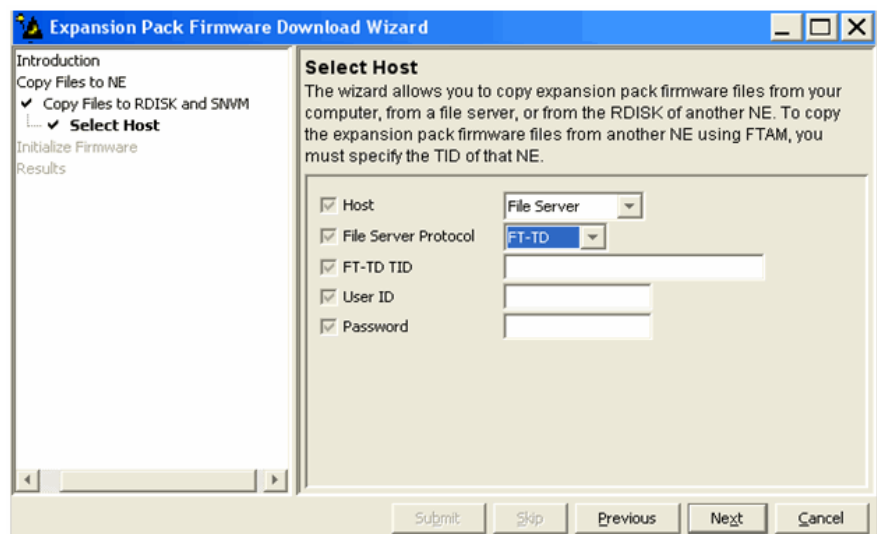 Expansion Pack Firmware Download Wizard
Introduction
Copy Files to NE
Copy Files to RDISK and SNVM
Select Host
Initialize Firmware
Results
Select Host
The wizard allows you to copy expansion pack firmware files from your
computer, from a file server, or from the RDISK of another NE. To copy
the expansion pack firmware files from another NE using FTAM, you
must specify the TID of that NE.
Host
File Server
File Server Protocol
FT-TD
FT-TD TID
User ID
Password
Submit
Skip
Previous
Next
Cancel